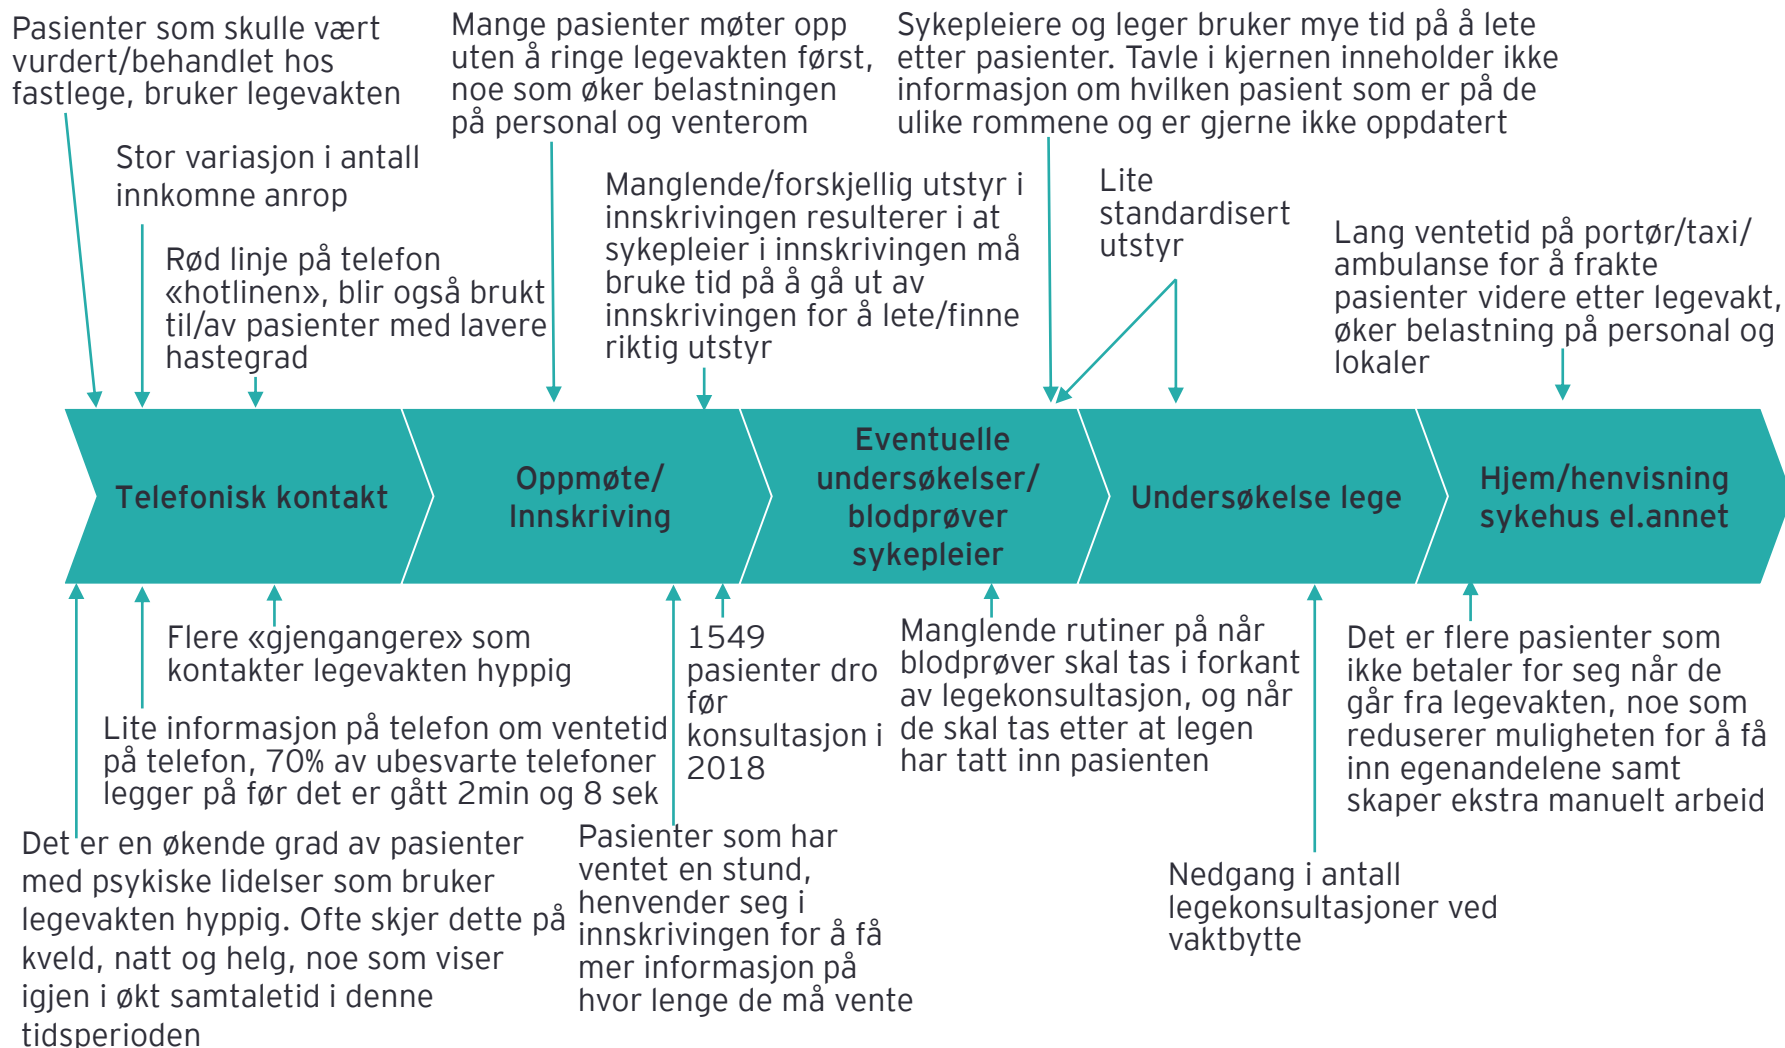 Pasienter som skulle vært
vurdert/behandlet hos
fastlege, bruker legevakten
Stor variasjon i antall
innkomne anrop
Rød linje på telefon
«hotlinen», blir også brukt
til/av pasienter med lavere
hastegrad
Mange pasienter møter opp
uten å ringe legevakten først,
noe som øker belastningen
på personal og venterom
Manglende/forskjellig utstyr i
innskrivingen resulterer i at
sykepleier i innskrivingen må
bruke tid på å gå ut av
innskrivingen for å lete/finne
riktig utstyr
Sykepleiere og leger bruker mye tid på å lete
etter pasienter. Tavle i kjernen inneholder ikke
informasjon om hvilken pasient som er på de
ulike rommene og er gjerne ikke oppdatert
Lite
standardisert
utstyr
Lang ventetid på portør/taxi/
ambulanse for å frakte
pasienter videre etter legevakt,
øker belastning på personal og
lokaler
Telefonisk kontakt
Oppmøte/
Innskriving
Eventuelle
undersøkelser/
blodprøver
sykepleier
Undersøkelse lege
Hjem/henvisning
sykehus el.annet
Flere «gjengangere» som
kontakter legevakten hyppig
Lite informasjon på telefon om ventetid
på telefon, 70% av ubesvarte telefoner
legger på før det er gått 2min og 8 sek
Det er en økende grad av pasienter
med psykiske lidelser som bruker
legevakten hyppig. Ofte skjer dette på
kveld, natt og helg, noe som viser
igjen i økt samtaletid i denne
tidsperioden
1549
pasienter dro
før
konsultasjon i
2018
Pasienter som har
ventet en stund,
henvender seg i
innskrivingen for å få
mer informasjon på
hvor lenge de må vente
Manglende rutiner på når
blodprøver skal tas i forkant
av legekonsultasjon, og når
de skal tas etter at legen
har tatt inn pasienten
Nedgang i antall
legekonsultasjoner ved
vaktbytte
Det er flere pasienter som
ikke betaler for seg når de
går fra legevakten, noe som
reduserer muligheten for å få
inn egenandelene samt
skaper ekstra manuelt arbeid